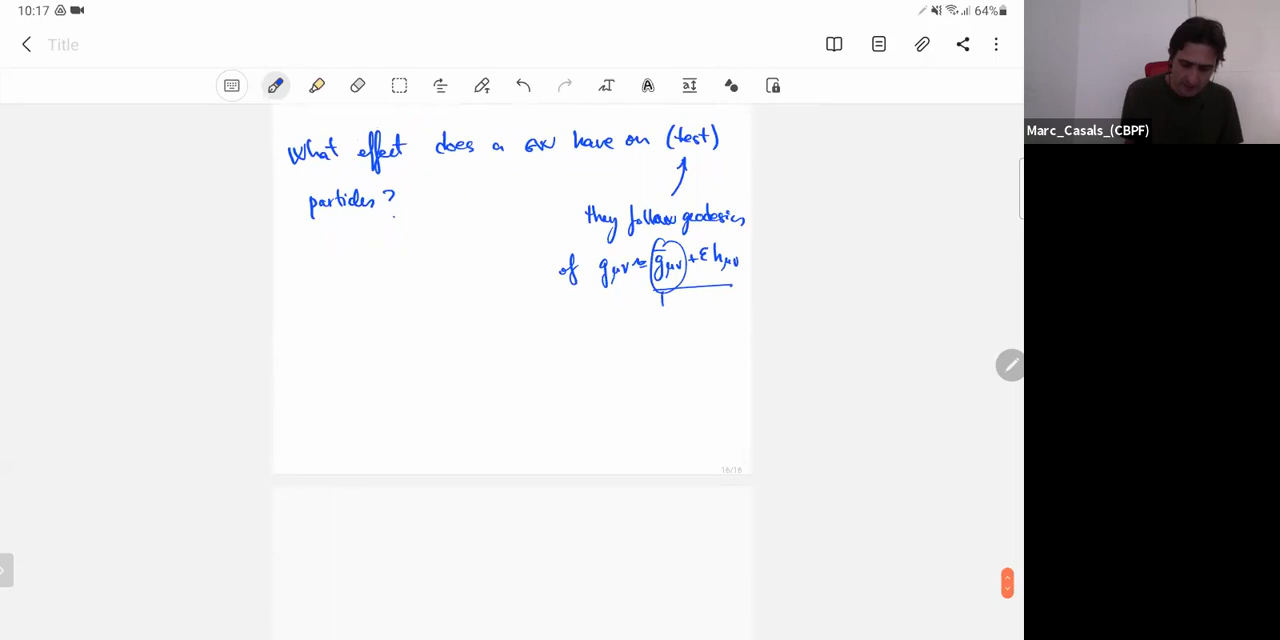 10:17
64%
Title
What effect does a GW have on (test)
particles?
they follow geodesics
of gμν ≈ ḡμν + εhμν
16/16
Marc_Casals_(CBPF)